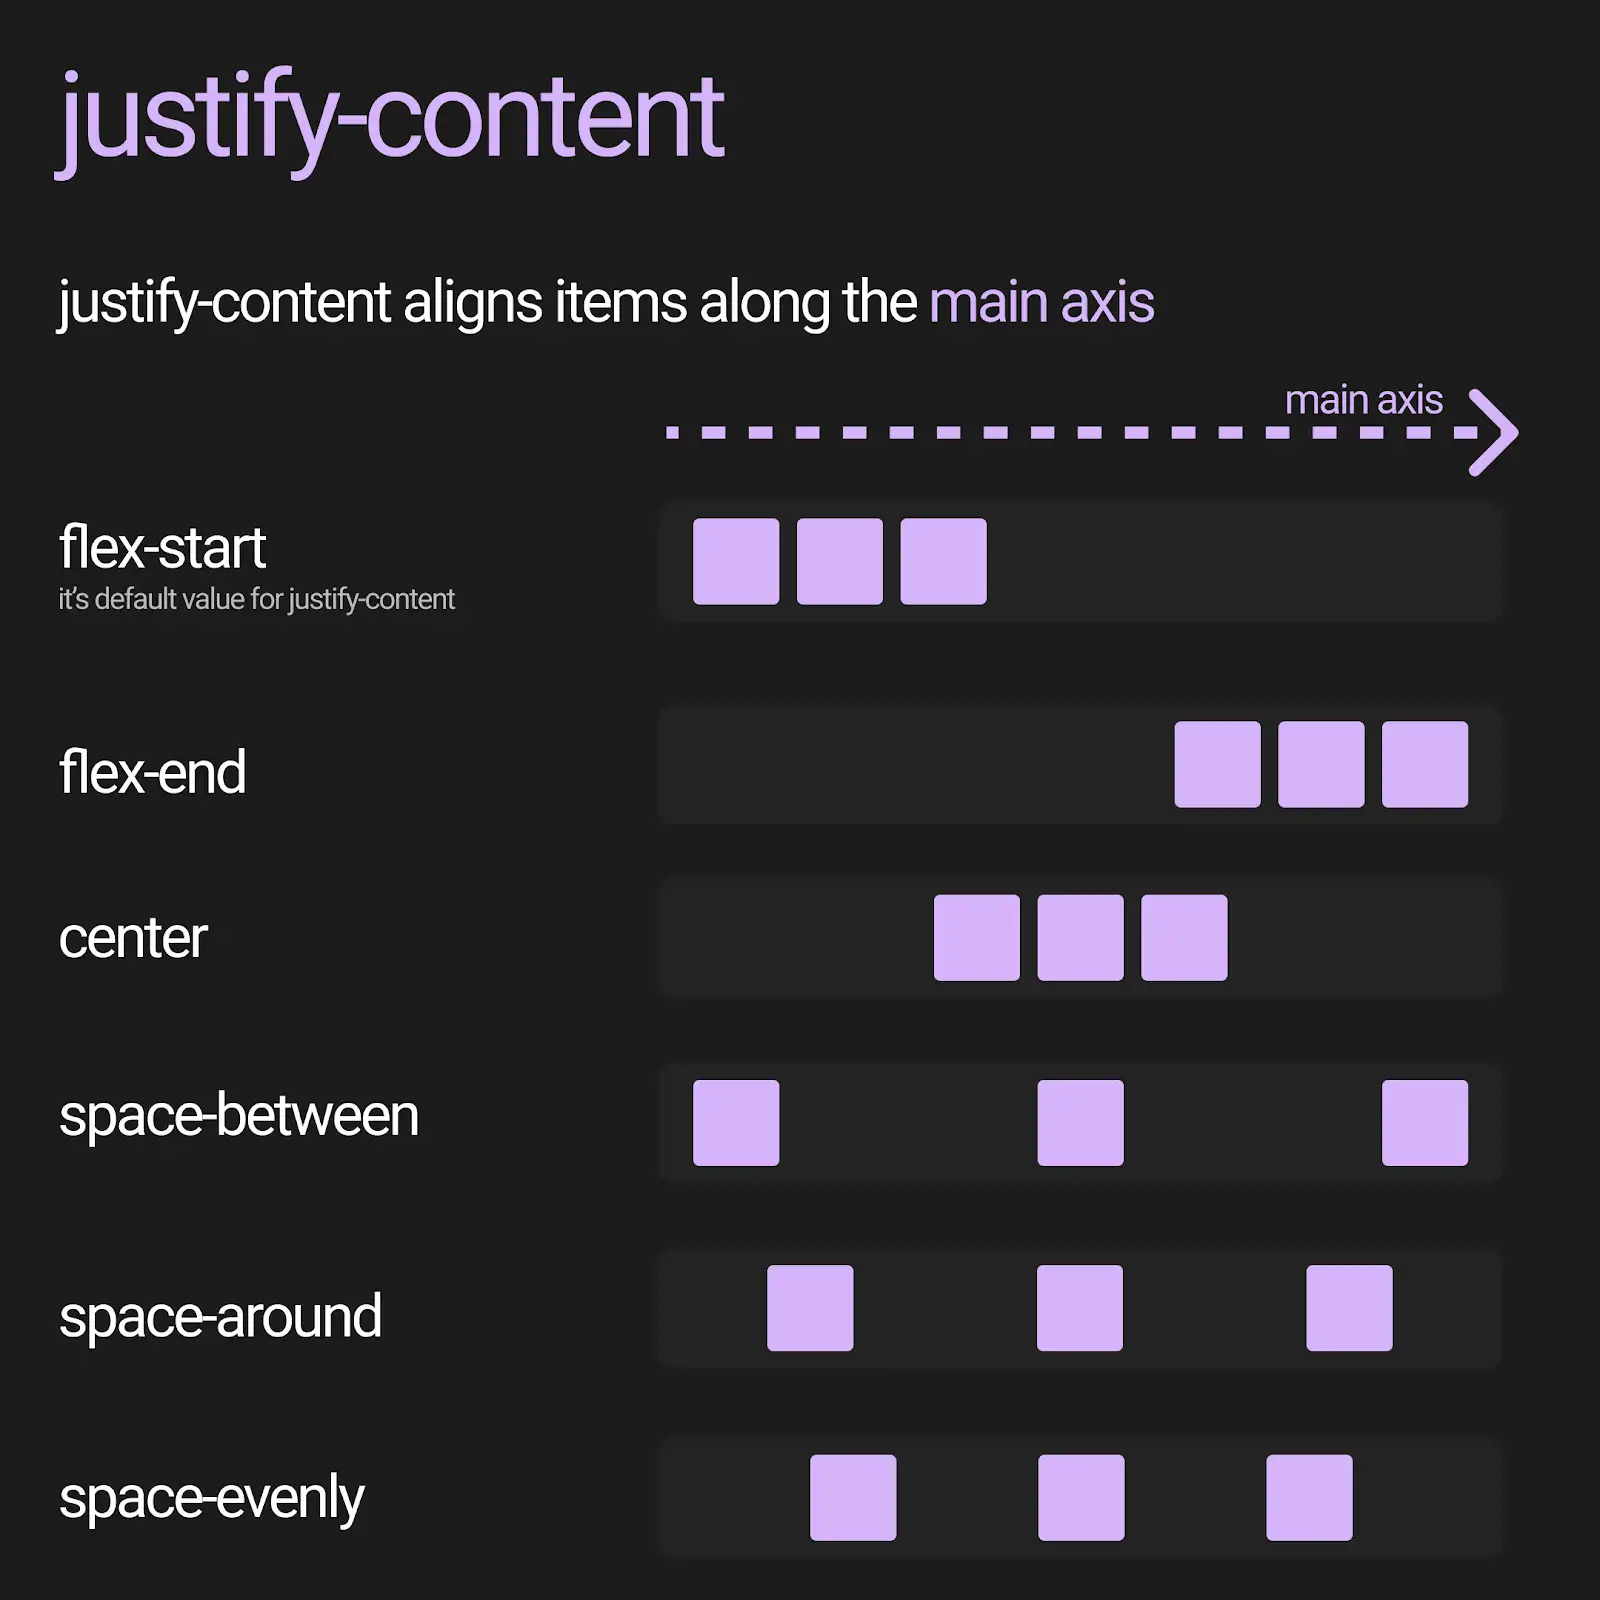 justify-content
justify-content aligns items along the main axis
main axis
flex-start
it's default value for justify-content
flex-end
center
space-between
space-around
space-evenly